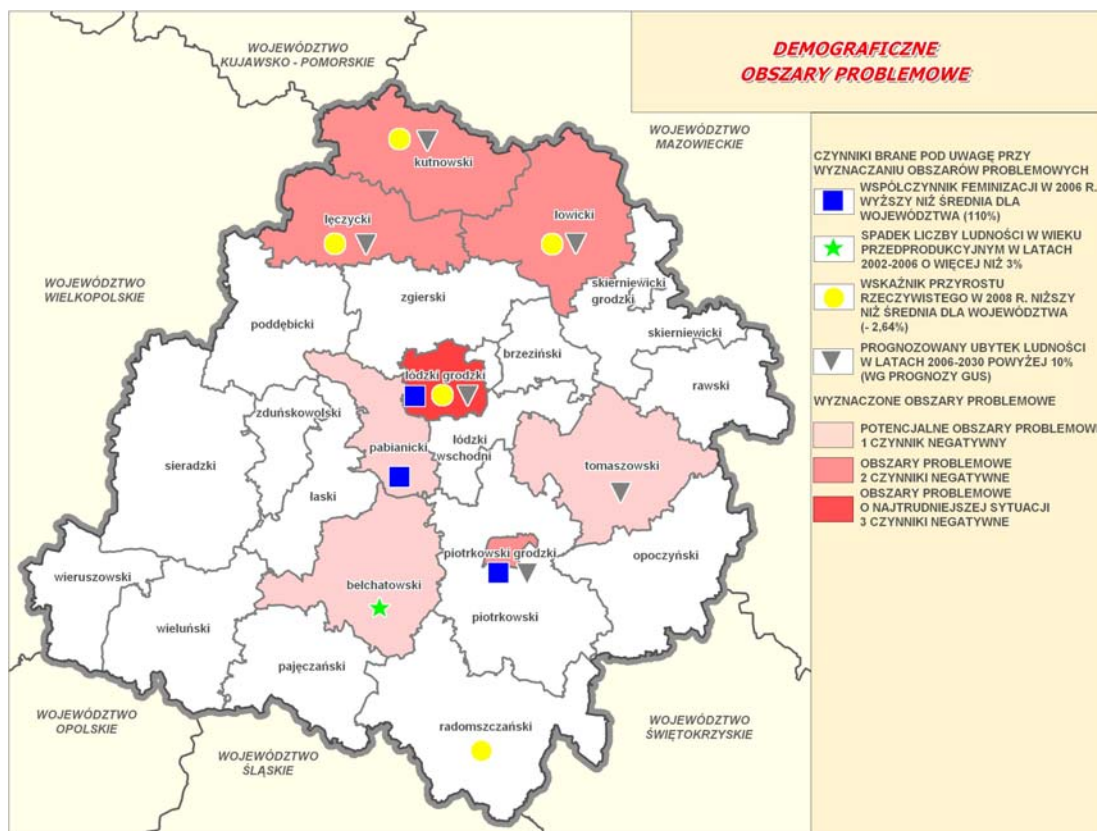 DEMOGRAFICZNE
OBSZARY PROBLEMOWE
WOJEWÓDZTWO
KUJAWSKO - POMORSKIE
WOJEWÓDZTWO
MAZOWIECKIE
WOJEWÓDZTWO
WIELKOPOLSKIE
WOJEWÓDZTWO
OPOLSKIE
WOJEWÓDZTWO
ŚLĄSKIE
WOJEWÓDZTWO
ŚWIĘTOKRZYSKIE
kutnowski
łęczycki
łowicki
zgierski
skierniewicki
grodzki
poddębicki
skierniewicki
brzeziński
łódzki grodzki
rawski
zduńskowolski
pabianicki
łódzki
wschodni
sieradzki
tomaszowski
łaski
piotrkowski grodzki
opoczyński
wieruszowski
bełchatowski
piotrkowski
wieluński
pajęczański
radomszczański
CZYNNIKI BRANE POD UWAGĘ PRZY
WYZNACZANIU OBSZARÓW PROBLEMOWYCH
WSPÓŁCZYNNIK FEMINIZACJI W 2006 R.
WYŻSZY NIŻ ŚREDNIA DLA
WOJEWÓDZTWA (110%)
SPADEK LICZBY LUDNOŚCI W WIEKU
PRZEDPRODUKCYJNYM W LATACH
2002-2006 O WIĘCEJ NIŻ 3%
WSKAŹNIK PRZYROSTU
RZECZYWISTEGO W 2008 R. NIŻSZY
NIŻ ŚREDNIA DLA WOJEWÓDZTWA
(- 2,64%)
PROGNOZOWANY UBYTEK LUDNOŚCI
W LATACH 2006-2030 POWYŻEJ 10%
(WG PROGNOZY GUS)
WYZNACZONE OBSZARY PROBLEMOWE
POTENCJALNE OBSZARY PROBLEMOWE
1 CZYNNIK NEGATYWNY
OBSZARY PROBLEMOWE
2 CZYNNIKI NEGATYWNE
OBSZARY PROBLEMOWE
O NAJTRUDNIEJSZEJ SYTUACJI
3 CZYNNIKI NEGATYWNE